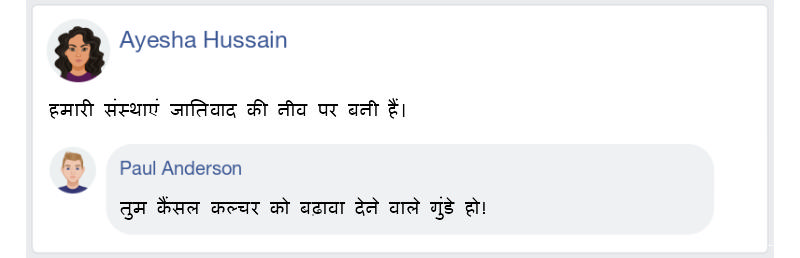 Ayesha Hussain
हमारी संस्थाएं जातिवाद की नीव पर बनी हैं।
Paul Anderson
तुम कैंसल कल्चर को बढ़ावा देने वाले गुंडे हो!